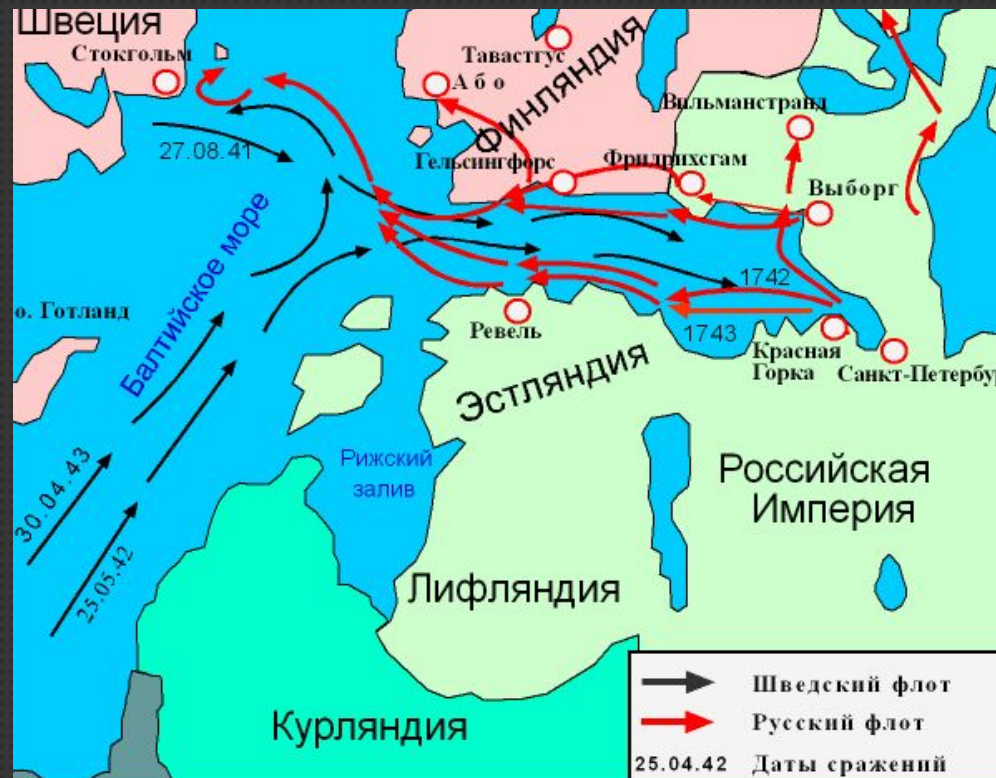 Швеция
Стокгольм
Тавастгус
Або
Финляндия
Вильманстранд
27.08.41
Гельсингфорс
Фридрихсгам
Выборг
Балтийское море
о. Готланд
1742
1743
Ревель
Красная
Горка
Санкт-Петербур
Эстляндия
Рижский
залив
Российская
Империя
30.04.43
25.05.42
Лифляндия
Курляндия
Шведский флот
Русский флот
25.04.42 Даты сражений